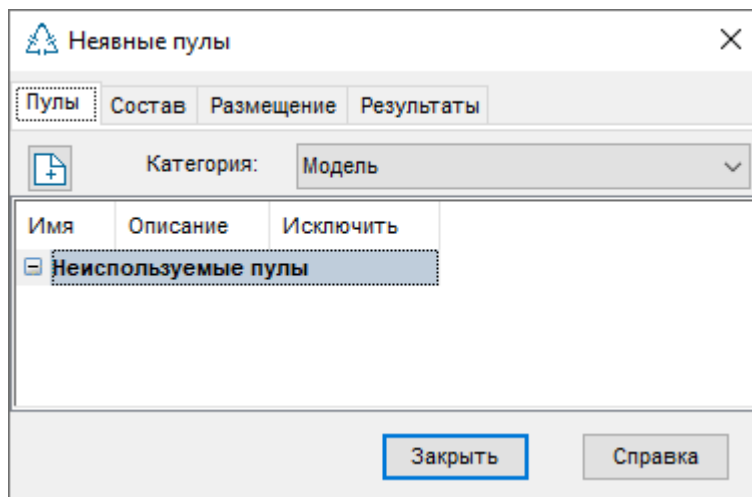 Неявные пулы
Пулы Состав Размещение Результаты
Категория: Модель
Имя Описание Исключить
Неиспользуемые пулы
Закрыть Справка